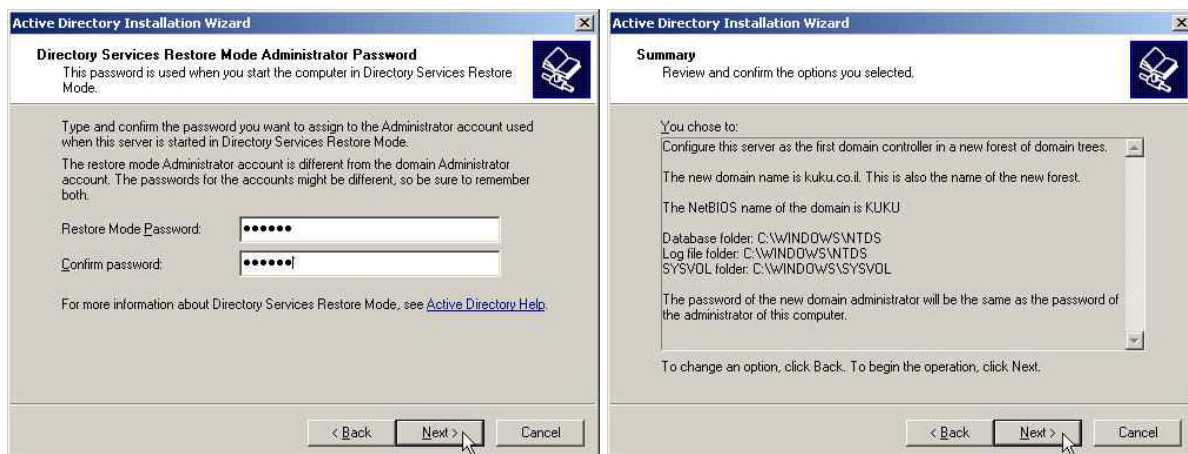 Active Directory Installation Wizard
Directory Services Restore Mode Administrator Password
This password is used when you start the computer in Directory Services Restore
Mode.
Type and confirm the password you want to assign to the Administrator account used
when this server is started in Directory Services Restore Mode.
The restore mode Administrator account is different from the domain Administrator
account. The passwords for the accounts might be different, so be sure to remember
both.
Restore Mode Password: ●●●●●●
Confirm password: ●●●●●●
For more information about Directory Services Restore Mode, see Active Directory Help.
< Back Next > Cancel
Active Directory Installation Wizard
Summary
Review and confirm the options you selected.
You chose to:
Configure this server as the first domain controller in a new forest of domain trees.
The new domain name is kuku.co.il. This is also the name of the new forest.
The NetBIOS name of the domain is KUKU
Database folder: C:\WINDOWS\NTDS
Log file folder: C:\WINDOWS\NTDS
SYSVOL folder: C:\WINDOWS\SYSVOL
The password of the new domain administrator will be the same as the password of
the administrator of this computer.
To change an option, click Back. To begin the operation, click Next.
< Back Next > Cancel